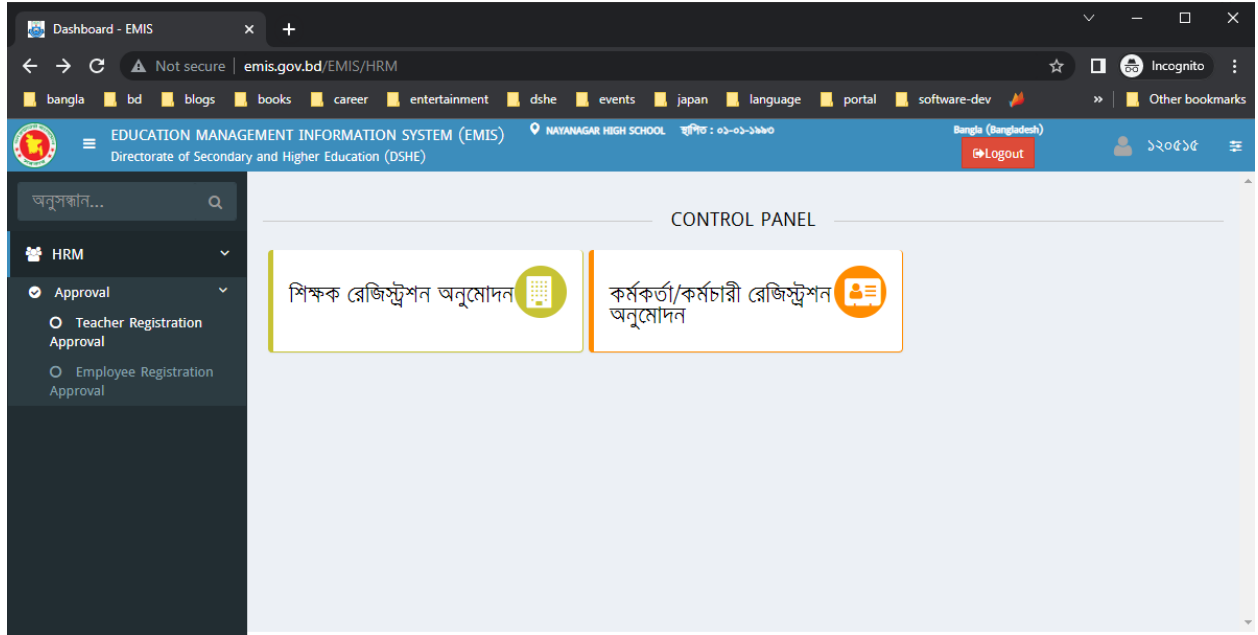 Dashboard - EMIS
Not secure | emis.gov.bd/EMIS/HRM
Incognito
bangla bd blogs books career entertainment dshe events japan language portal software-dev » Other bookmarks
EDUCATION MANAGEMENT INFORMATION SYSTEM (EMIS)
Directorate of Secondary and Higher Education (DSHE)
NAYANAGAR HIGH SCHOOL স্থাপিত : ০১-০১-১৯৯৩
Bangla (Bangladesh)
Logout
১২০৫১৫
অনুসন্ধান...
HRM
Approval
Teacher Registration
Approval
Employee Registration
Approval
CONTROL PANEL
শিক্ষক রেজিস্ট্রশন অনুমোদন
কর্মকর্তা/কর্মচারী রেজিস্ট্রশন
অনুমোদন